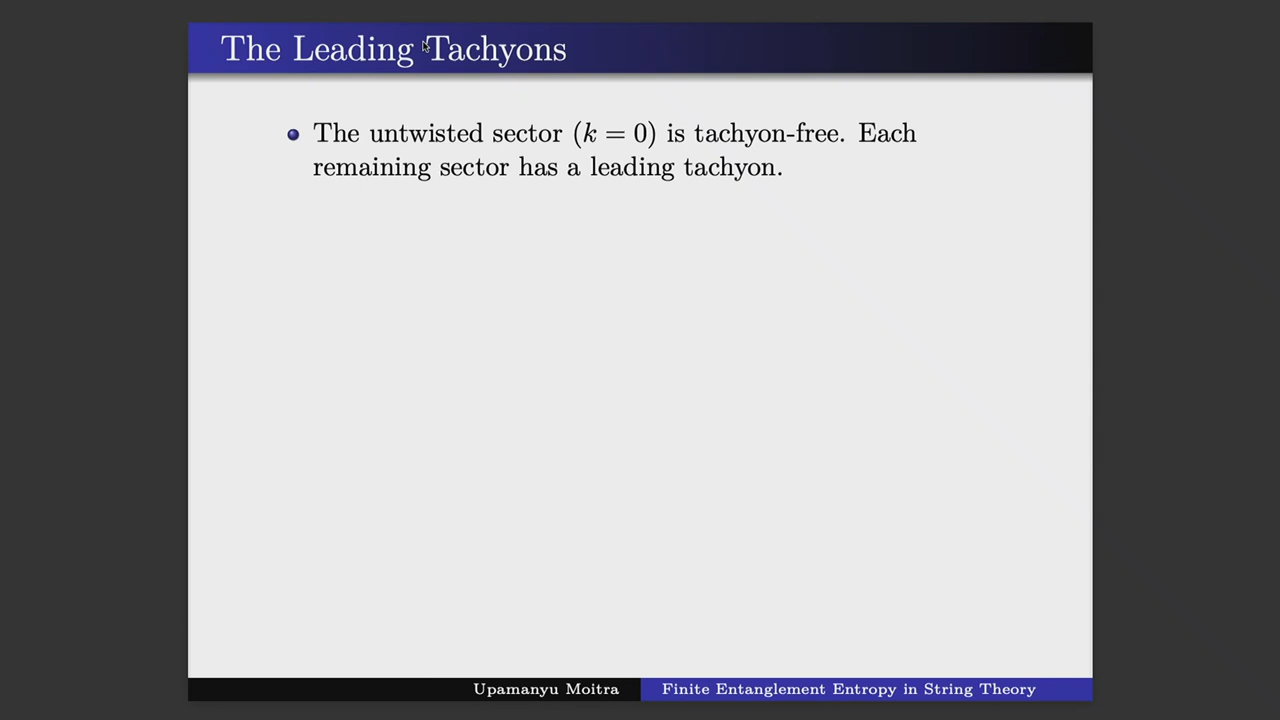 The Leading Tachyons
The untwisted sector (k = 0) is tachyon-free. Each
remaining sector has a leading tachyon.
Upamanyu Moitra
Finite Entanglement Entropy in String Theory